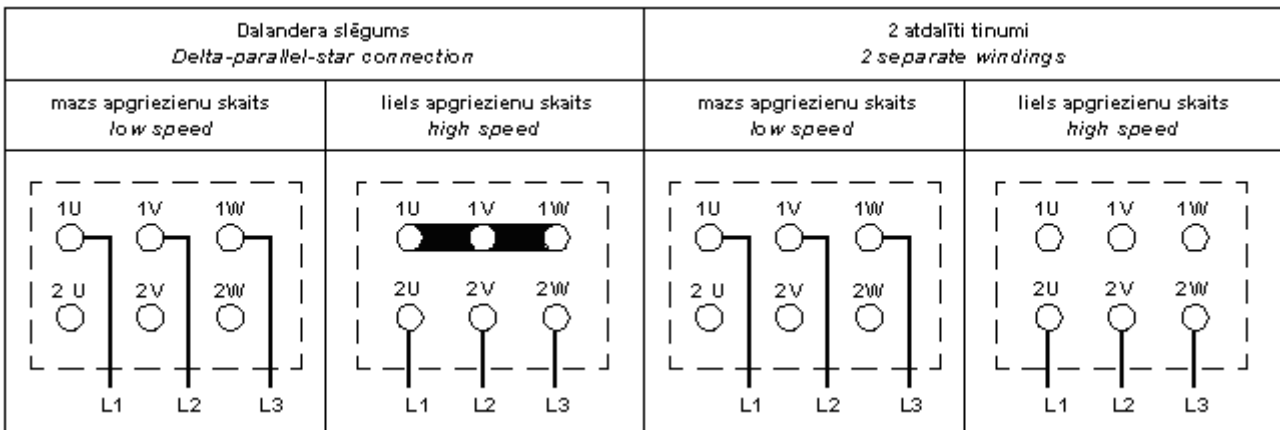 Dalandera slēgums
Delta-parallel-star connection
2 atdalīti tinumi
2 separate windings
mazs apgriezienu skaits
low speed
liels apgriezienu skaits
high speed
mazs apgriezienu skaits
low speed
liels apgriezienu skaits
high speed
1U 1V 1W
2 U 2V 2W
L1 L2 L3
1U 1V 1W
2U 2V 2W
L1 L2 L3
1U 1V 1W
2 U 2V 2W
L1 L2 L3
1U 1V 1W
2U 2V 2W
L1 L2 L3